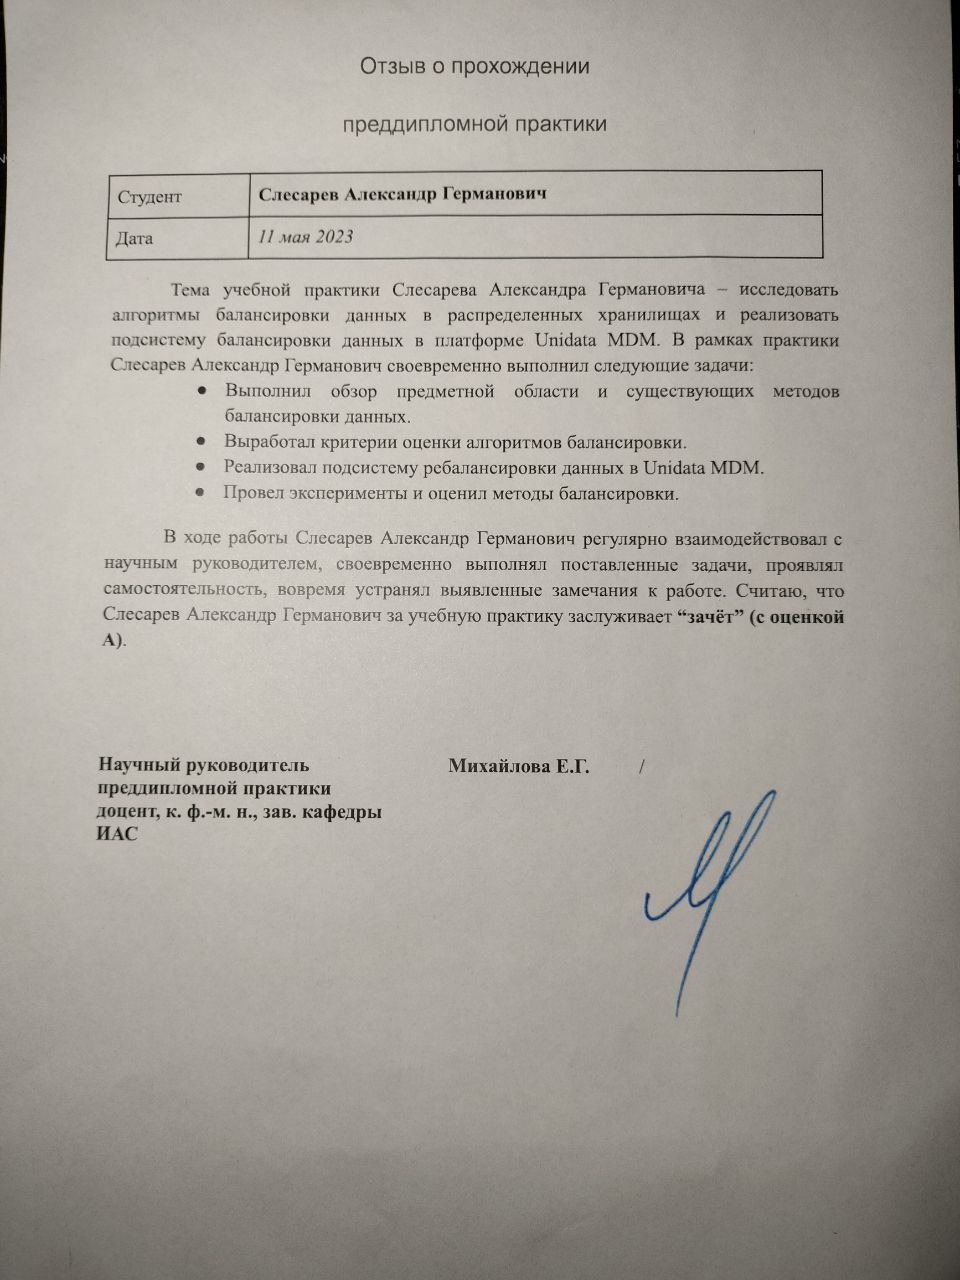 Отзыв о прохождении
преддипломной практики
Студент Слесарев Александр Германович
Дата 11 мая 2023
Тема учебной практики Слесарева Александра Германовича – исследовать
алгоритмы балансировки данных в распределенных хранилищах и реализовать
подсистему балансировки данных в платформе Unidata MDM. В рамках практики
Слесарев Александр Германович своевременно выполнил следующие задачи:
● Выполнил обзор предметной области и существующих методов
балансировки данных.
● Выработал критерии оценки алгоритмов балансировки.
● Реализовал подсистему ребалансировки данных в Unidata MDM.
● Провел эксперименты и оценил методы балансировки.
В ходе работы Слесарев Александр Германович регулярно взаимодействовал с
научным руководителем, своевременно выполнял поставленные задачи, проявлял
самостоятельность, вовремя устранял выявленные замечания к работе. Считаю, что
Слесарев Александр Германович за учебную практику заслуживает “зачёт” (с оценкой
А).
Научный руководитель Михайлова Е.Г. /
преддипломной практики
доцент, к. ф.-м. н., зав. кафедры
ИАС